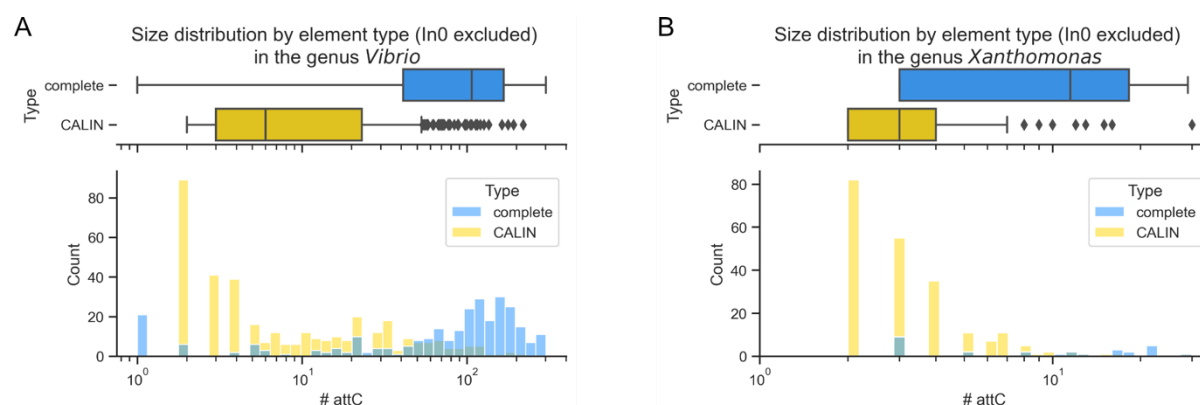 A
Size distribution by element type (In0 excluded)
in the genus Vibrio
Type
complete
CALIN
Count
80
60
40
20
0
Type
complete
CALIN
10^0
10^1
10^2
# attC
B
Size distribution by element type (In0 excluded)
in the genus Xanthomonas
Type
complete
CALIN
Count
80
60
40
20
0
Type
complete
CALIN
10^0
10^1
# attC